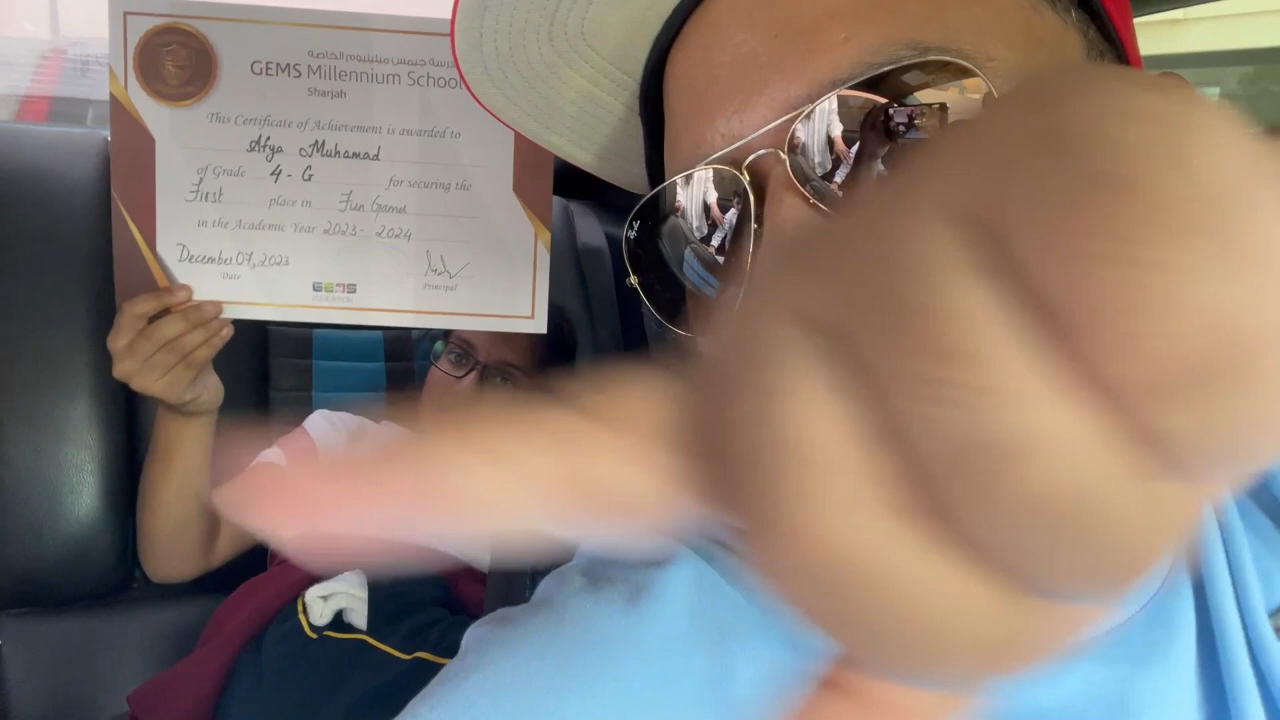 مدرسة جيمس ميلينيوم الخاصة
GEMS Millennium School
Sharjah
This Certificate of Achievement is awarded to
Afya Muhamad
of Grade 4-G for securing the
First place in Fun Games
in the Academic Year 2023-2024
December 07, 2023
Date Principal
GEMS
EDUCATION
Ray-Ban